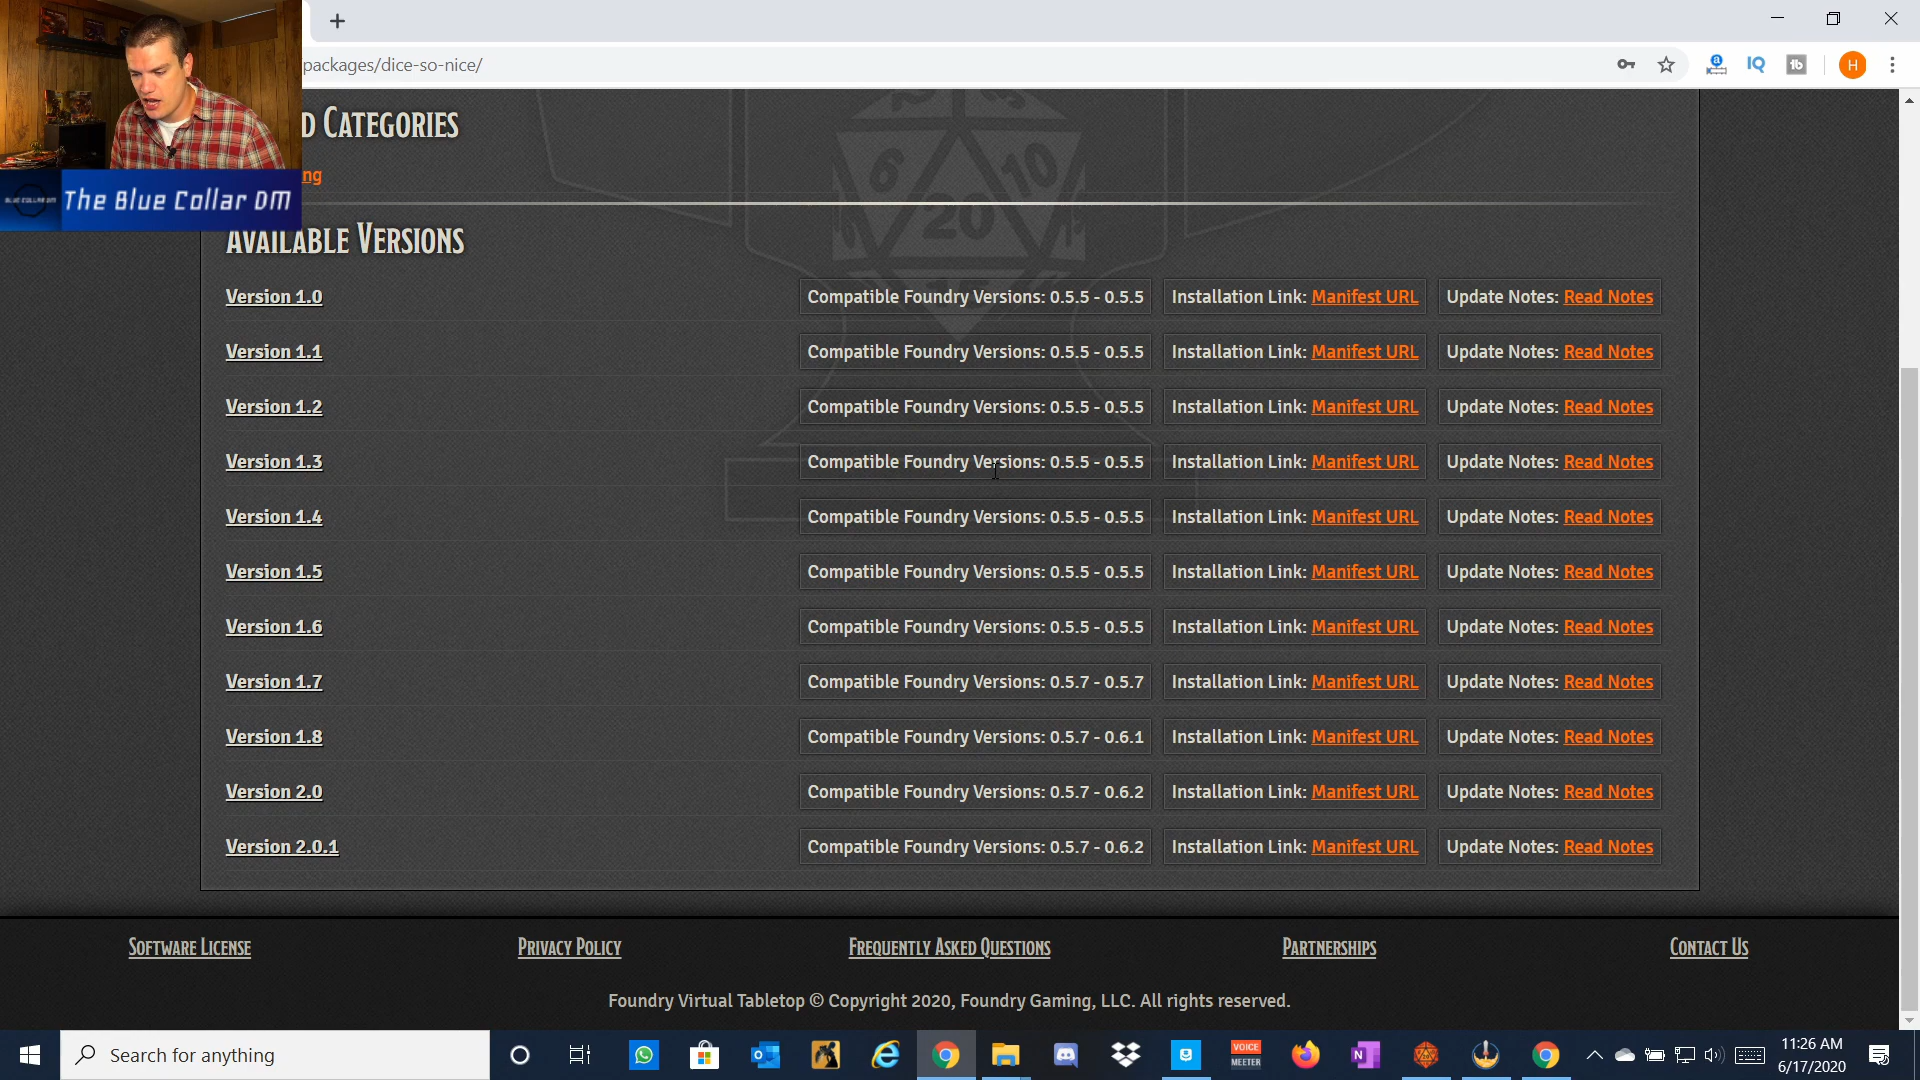 packages/dice-so-nice/
IQ
H
D CATEGORIES
ng
The Blue Collar DM
AVAILABLE VERSIONS
Version 1.0 Compatible Foundry Versions: 0.5.5 - 0.5.5 Installation Link: Manifest URL Update Notes: Read Notes
Version 1.1 Compatible Foundry Versions: 0.5.5 - 0.5.5 Installation Link: Manifest URL Update Notes: Read Notes
Version 1.2 Compatible Foundry Versions: 0.5.5 - 0.5.5 Installation Link: Manifest URL Update Notes: Read Notes
Version 1.3 Compatible Foundry Versions: 0.5.5 - 0.5.5 Installation Link: Manifest URL Update Notes: Read Notes
Version 1.4 Compatible Foundry Versions: 0.5.5 - 0.5.5 Installation Link: Manifest URL Update Notes: Read Notes
Version 1.5 Compatible Foundry Versions: 0.5.5 - 0.5.5 Installation Link: Manifest URL Update Notes: Read Notes
Version 1.6 Compatible Foundry Versions: 0.5.5 - 0.5.5 Installation Link: Manifest URL Update Notes: Read Notes
Version 1.7 Compatible Foundry Versions: 0.5.7 - 0.5.7 Installation Link: Manifest URL Update Notes: Read Notes
Version 1.8 Compatible Foundry Versions: 0.5.7 - 0.6.1 Installation Link: Manifest URL Update Notes: Read Notes
Version 2.0 Compatible Foundry Versions: 0.5.7 - 0.6.2 Installation Link: Manifest URL Update Notes: Read Notes
Version 2.0.1 Compatible Foundry Versions: 0.5.7 - 0.6.2 Installation Link: Manifest URL Update Notes: Read Notes
SOFTWARE LICENSE PRIVACY POLICY FREQUENTLY ASKED QUESTIONS PARTNERSHIPS CONTACT US
Foundry Virtual Tabletop © Copyright 2020, Foundry Gaming, LLC. All rights reserved.
Search for anything
VOICE
MEETER
11:26 AM
6/17/2020